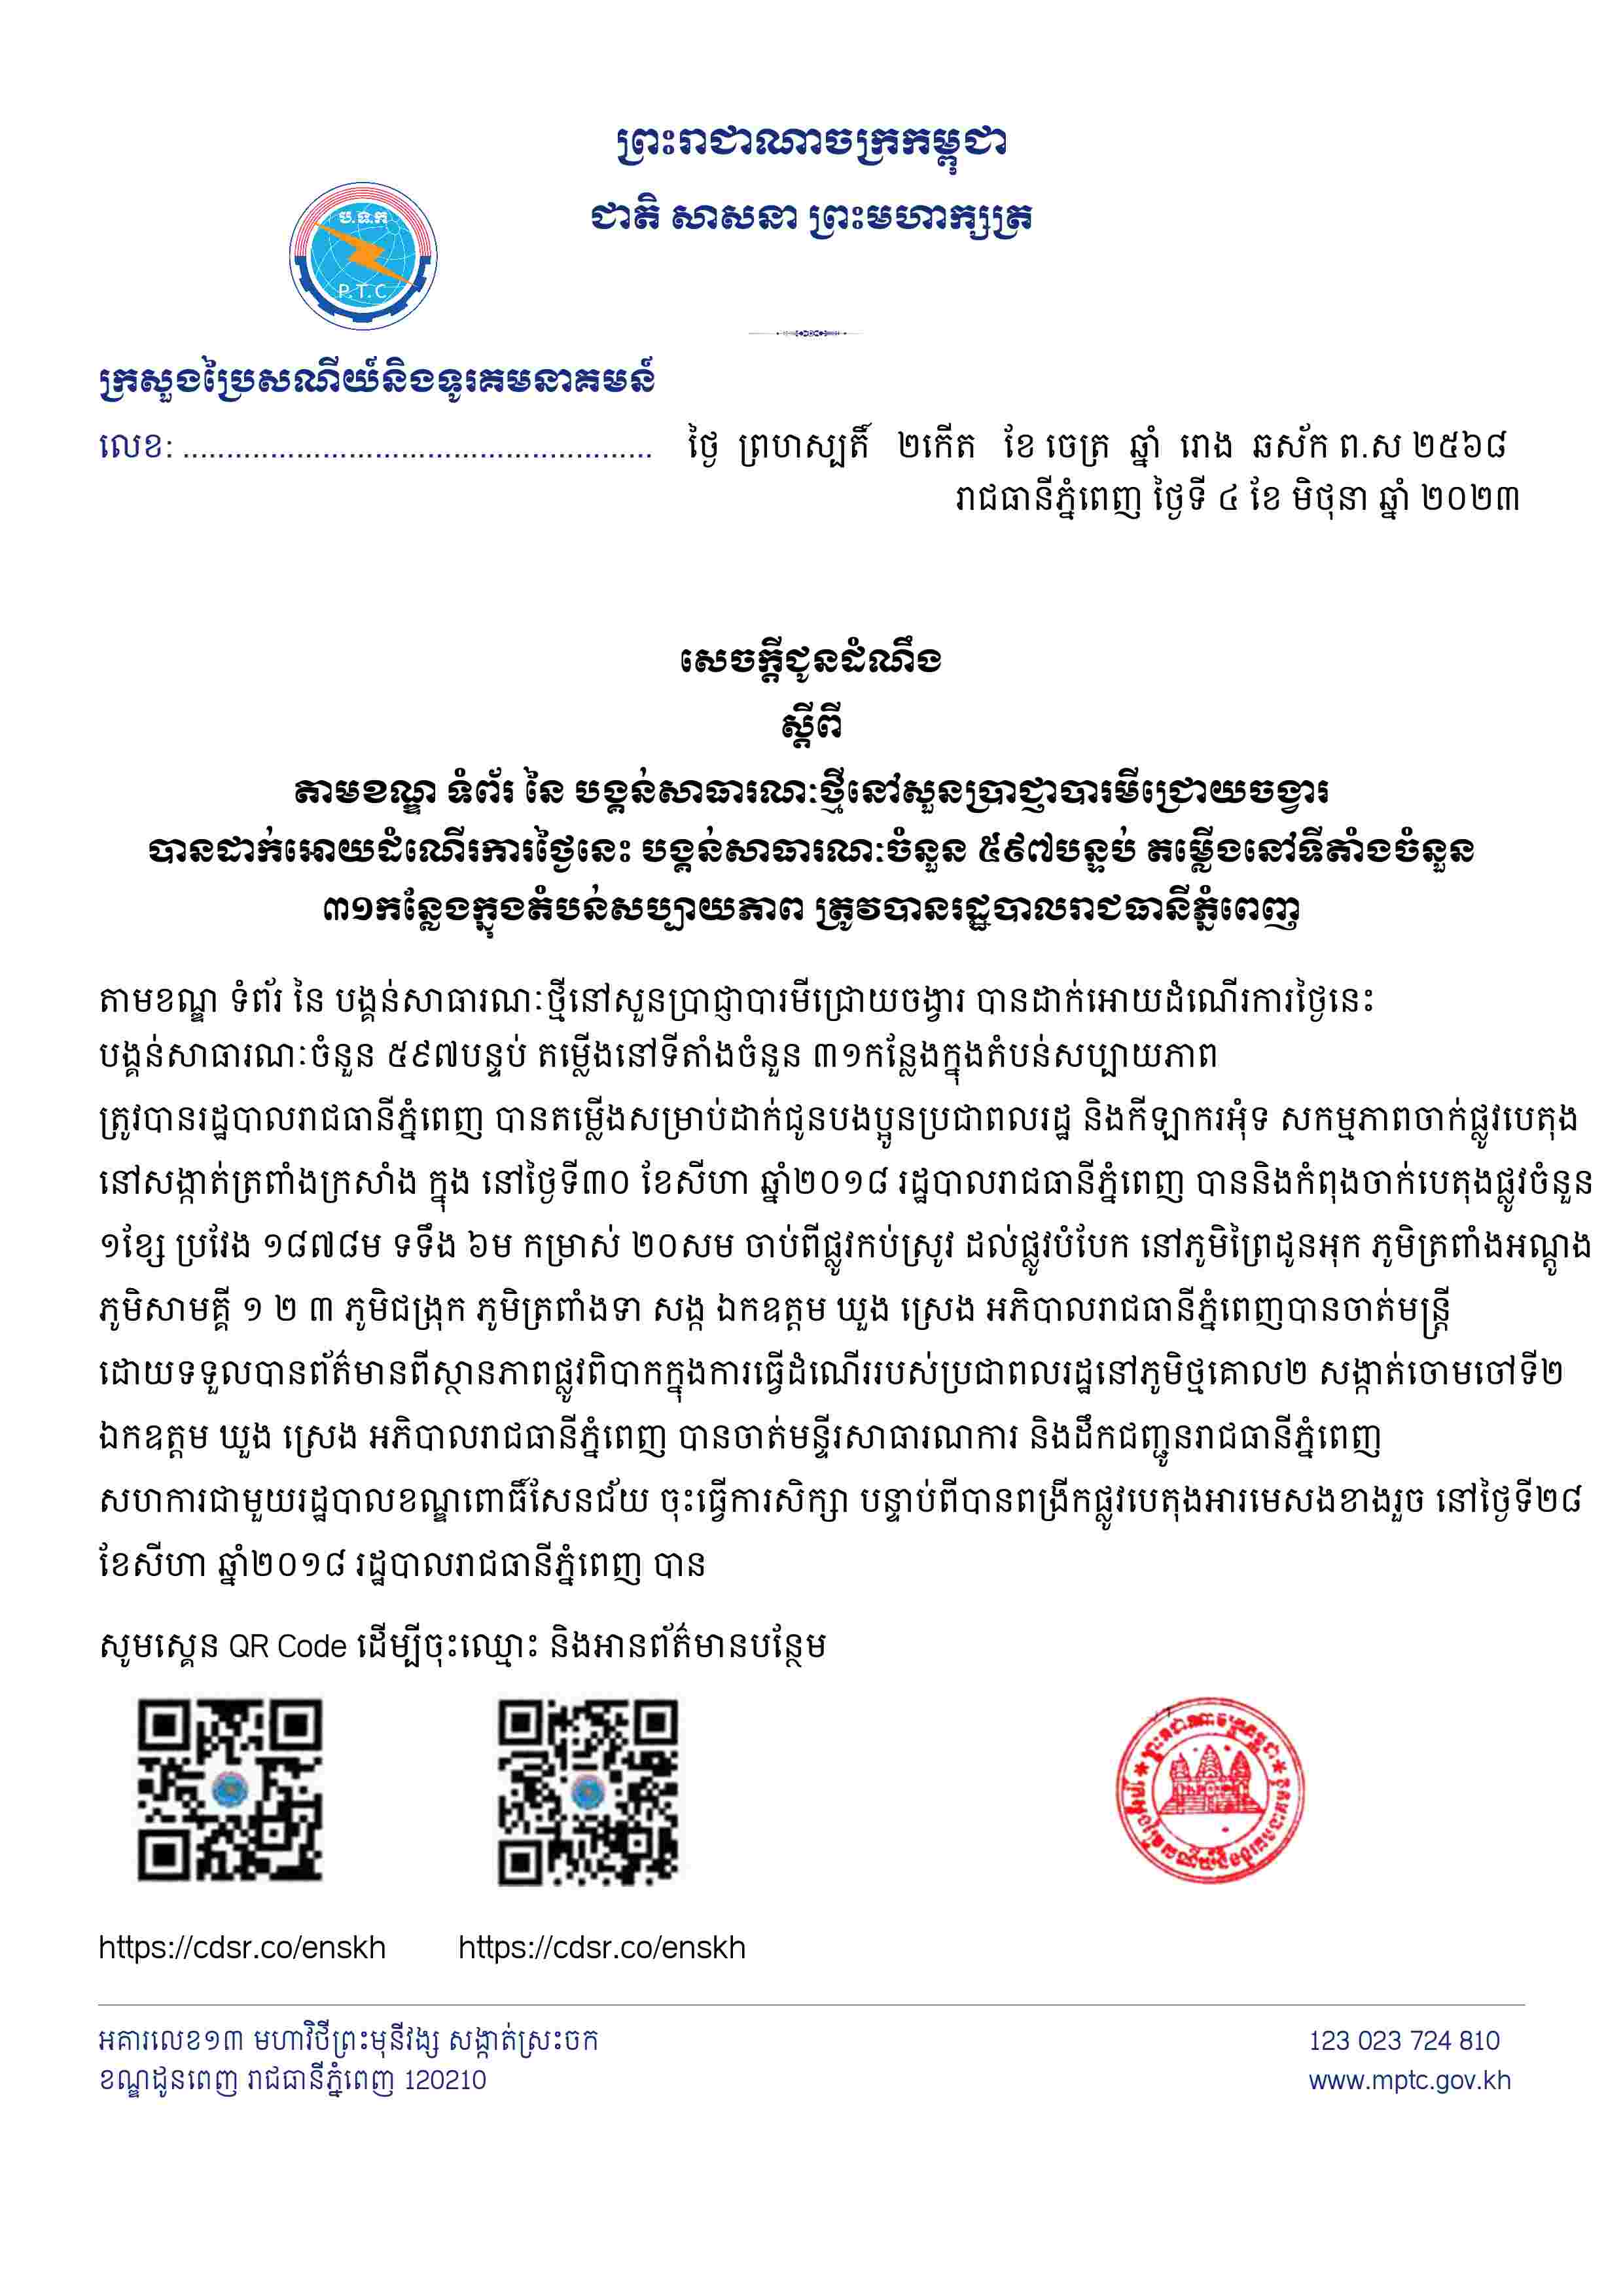 ព្រះរាជាណាចក្រកម្ពុជា
ជាតិ សាសនា ព្រះមហាក្សត្រ
ប.ទ.ក
P.T.C
ក្រសួងប្រៃសណីយ៍និងទូរគមនាគមន៍
លេខ: ......................................................
ថ្ងៃ ព្រហស្បតិ៍ ២កើត ខែ ចេត្រ ឆ្នាំ រោង ឆស័ក ព.ស ២៥៦៨
រាជធានីភ្នំពេញ ថ្ងៃទី ៤ ខែ មិថុនា ឆ្នាំ ២០២៣
សេចក្តីជូនដំណឹង
ស្តីពី
តាមខណ្ឌ ទំព័រ នៃ បង្គន់សាធារណៈថ្មីនៅសួនប្រាជ្ញាបារមីជ្រោយចង្វារ
បានដាក់អោយដំណើរការថ្ងៃនេះ បង្គន់សាធារណៈចំនួន ៥៩៧បន្ទប់ តម្លើងនៅទីតាំងចំនួន
៣១កន្លែងក្នុងតំបន់សប្បាយភាព ត្រូវបានរដ្ឋបាលរាជធានីភ្នំពេញ
តាមខណ្ឌ ទំព័រ នៃ បង្គន់សាធារណៈថ្មីនៅសួនប្រាជ្ញាបារមីជ្រោយចង្វារ បានដាក់អោយដំណើរការថ្ងៃនេះ
បង្គន់សាធារណៈចំនួន ៥៩៧បន្ទប់ តម្លើងនៅទីតាំងចំនួន ៣១កន្លែងក្នុងតំបន់សប្បាយភាព
ត្រូវបានរដ្ឋបាលរាជធានីភ្នំពេញ បានតម្លើងសម្រាប់ដាក់ជូនបងប្អូនប្រជាពលរដ្ឋ និងកីឡាករអុំទ សកម្មភាពចាក់ផ្លូវបេតុង
នៅសង្កាត់ត្រពាំងក្រសាំង ក្នុង នៅថ្ងៃទី៣០ ខែសីហា ឆ្នាំ២០១៨ រដ្ឋបាលរាជធានីភ្នំពេញ បាននិងកំពុងចាក់បេតុងផ្លូវចំនួន
១ខ្សែ ប្រវែង ១៨៧៨ម ទទឹង ៦ម កម្រាស់ ២០សម ចាប់ពីផ្លូវកប់ស្រូវ ដល់ផ្លូវបំបែក នៅភូមិព្រៃដូនអុក ភូមិត្រពាំងអណ្តូង
ភូមិសាមគ្គី ១ ២ ៣ ភូមិជង្រុក ភូមិត្រពាំងទា សង្ក ឯកឧត្តម ឃួង ស្រេង អភិបាលរាជធានីភ្នំពេញបានចាត់មន្ត្រី
ដោយទទួលបានព័ត៌មានពីស្ថានភាពផ្លូវពិបាកក្នុងការធ្វើដំណើររបស់ប្រជាពលរដ្ឋនៅភូមិថ្មគោល២ សង្កាត់ចោមចៅទី២
ឯកឧត្តម ឃួង ស្រេង អភិបាលរាជធានីភ្នំពេញ បានចាត់មន្ទីរសាធារណការ និងដឹកជញ្ជូនរាជធានីភ្នំពេញ
សហការជាមួយរដ្ឋបាលខណ្ឌពោធិ៍សែនជ័យ ចុះធ្វើការសិក្សា បន្ទាប់ពីបានពង្រីកផ្លូវបេតុងអារមេសងខាងរួច នៅថ្ងៃទី២៨
ខែសីហា ឆ្នាំ២០១៨ រដ្ឋបាលរាជធានីភ្នំពេញ បាន
សូមស្កេន QR Code ដើម្បីចុះឈ្មោះ និងអានព័ត៌មានបន្ថែម
ព្រះរាជាណាចក្រកម្ពុជា
ក្រសួងប្រៃសណីយ៍និងទូរគមនាគមន៍
https://cdsr.co/enskh https://cdsr.co/enskh
អគារលេខ១៣ មហាវិថីព្រះមុនីវង្ស សង្កាត់ស្រះចក
ខណ្ឌដូនពេញ រាជធានីភ្នំពេញ 120210
123 023 724 810
www.mptc.gov.kh